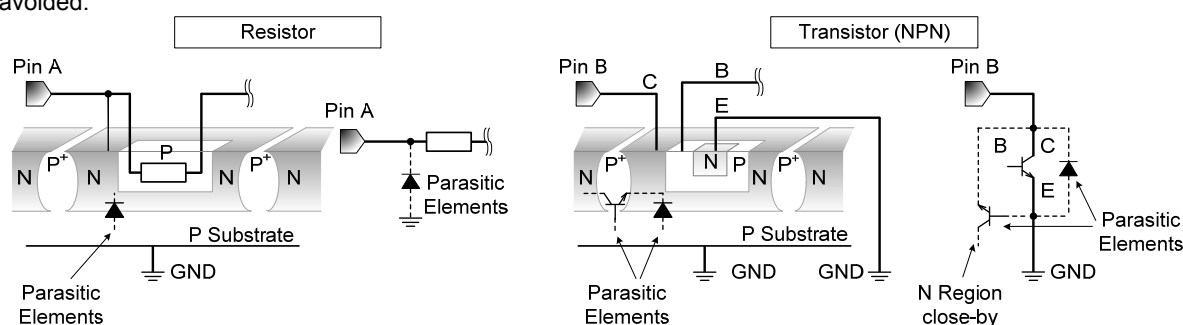 avoided.
Resistor
Transistor (NPN)
Pin A
Pin A
P
N
P+
N
N
P+
N
Parasitic
Elements
P Substrate
GND
Parasitic
Elements
Pin B
C
B
E
N
P+
N
P
N
P+
N
P Substrate
GND
GND
Parasitic
Elements
Pin B
B
C
E
Parasitic
Elements
GND
N Region
close-by